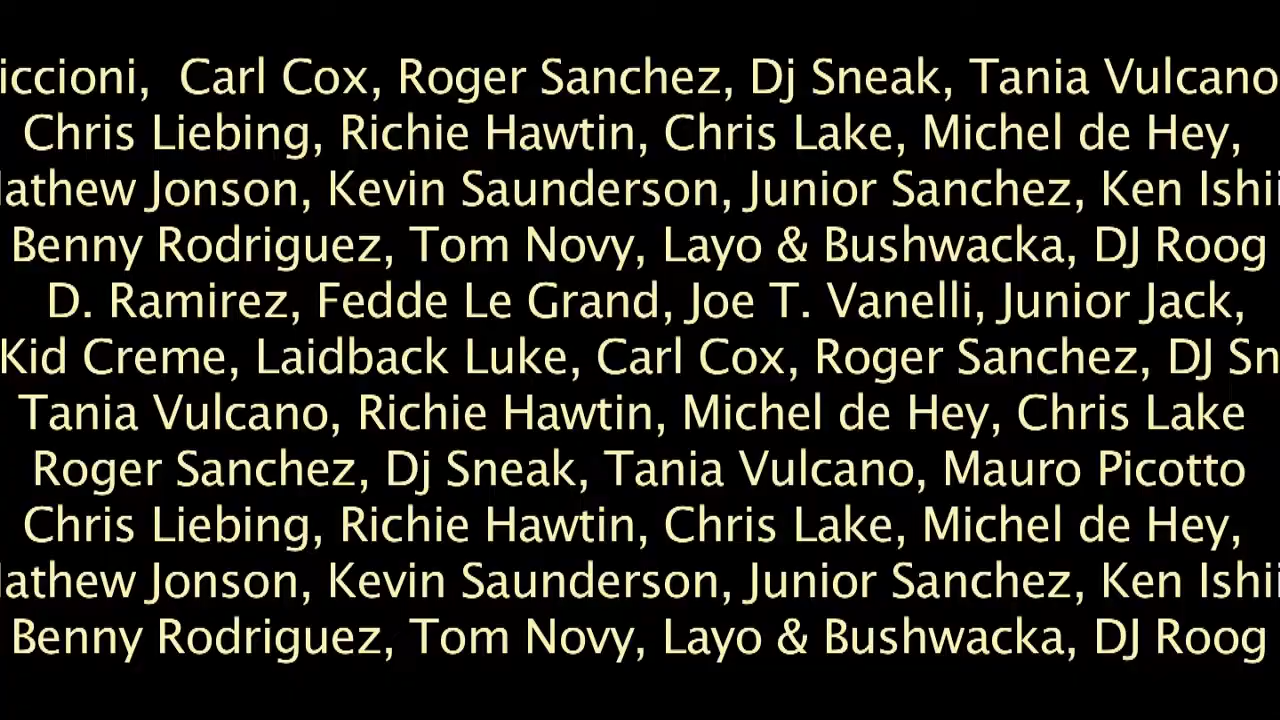 iccioni, Carl Cox, Roger Sanchez, Dj Sneak, Tania Vulcano
Chris Liebing, Richie Hawtin, Chris Lake, Michel de Hey,
athew Jonson, Kevin Saunderson, Junior Sanchez, Ken Ishii
Benny Rodriguez, Tom Novy, Layo & Bushwacka, DJ Roog
D. Ramirez, Fedde Le Grand, Joe T. Vanelli, Junior Jack,
Kid Creme, Laidback Luke, Carl Cox, Roger Sanchez, DJ Sn
Tania Vulcano, Richie Hawtin, Michel de Hey, Chris Lake
Roger Sanchez, Dj Sneak, Tania Vulcano, Mauro Picotto
Chris Liebing, Richie Hawtin, Chris Lake, Michel de Hey,
athew Jonson, Kevin Saunderson, Junior Sanchez, Ken Ishii
Benny Rodriguez, Tom Novy, Layo & Bushwacka, DJ Roog